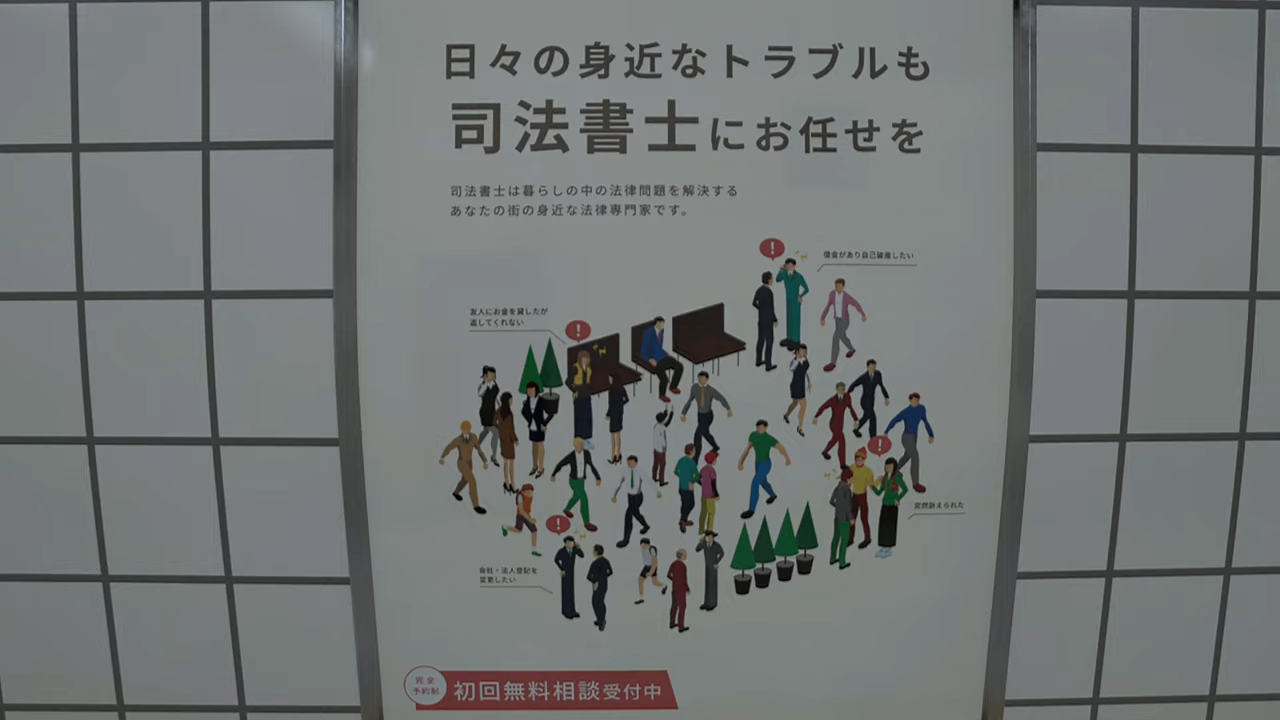 日々の身近なトラブルも
司法書士にお任せを
司法書士は暮らしの中の法律問題を解決する
あなたの街の身近な法律専門家です。
借金があり自己破産したい
友人にお金を貸したが
返してくれない
突然訴えられた
会社・法人登記を
変更したい
完全
予約制
初回無料相談受付中